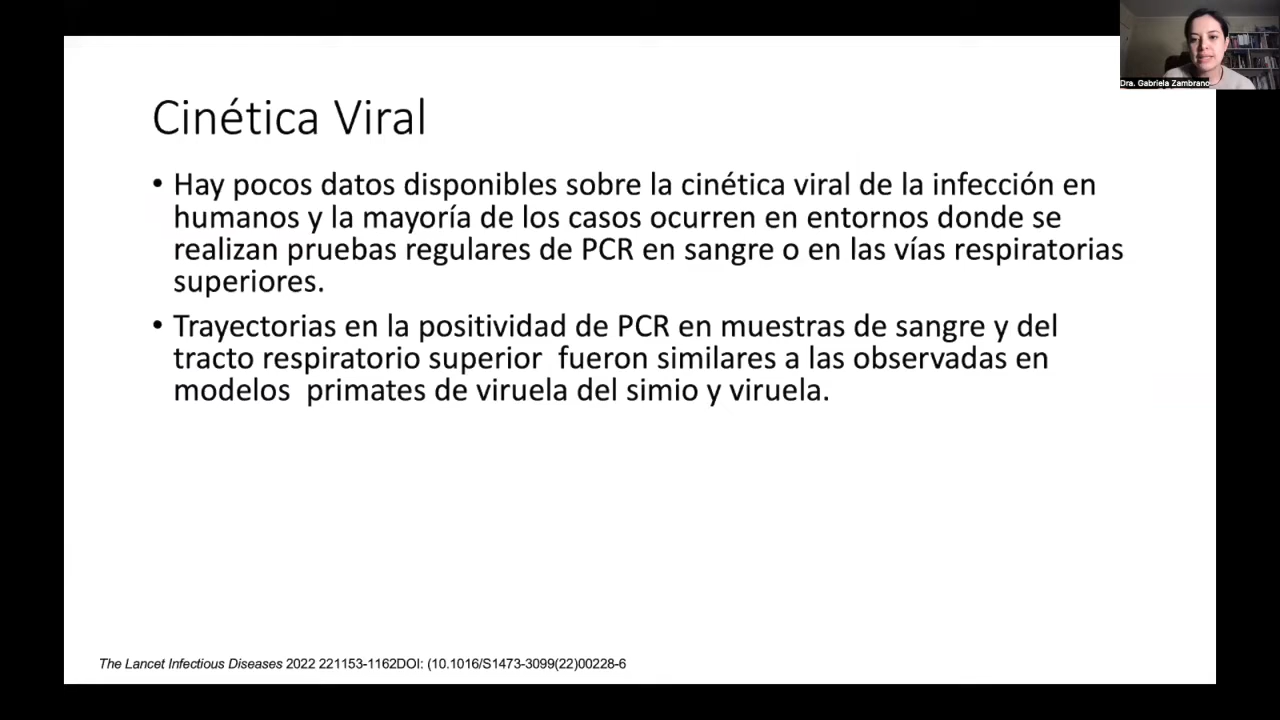 Dra. Gabriela Zambrano
Cinética Viral
• Hay pocos datos disponibles sobre la cinética viral de la infección en
humanos y la mayoría de los casos ocurren en entornos donde se
realizan pruebas regulares de PCR en sangre o en las vías respiratorias
superiores.
• Trayectorias en la positividad de PCR en muestras de sangre y del
tracto respiratorio superior  fueron similares a las observadas en
modelos  primates de viruela del simio y viruela.
The Lancet Infectious Diseases 2022 221153-1162DOI: (10.1016/S1473-3099(22)00228-6